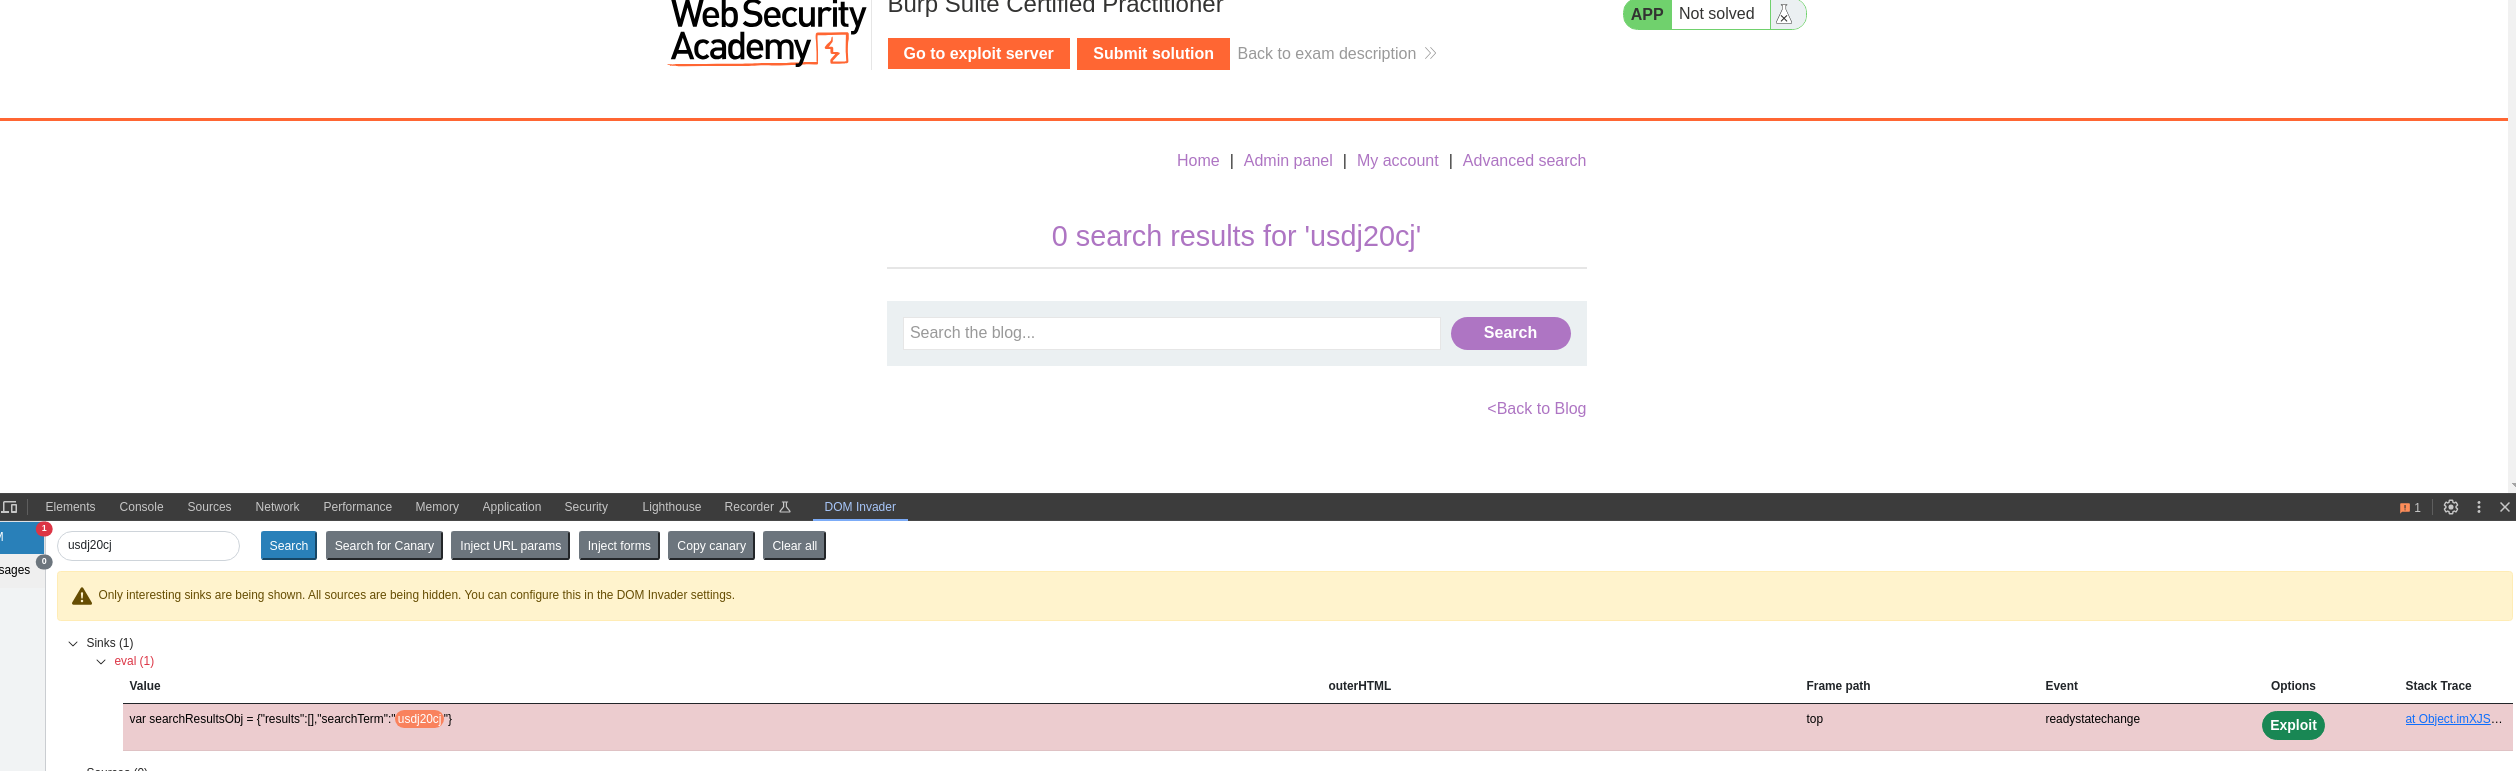 WebSecurity
Academy
Burp Suite Certified Practitioner
APP Not solved
Go to exploit server Submit solution Back to exam description
Home | Admin panel | My account | Advanced search
0 search results for 'usdj20cj'
Search the blog... Search
<Back to Blog
Elements Console Sources Network Performance Memory Application Security Lighthouse Recorder DOM Invader 1
1
usdj20cj Search Search for Canary Inject URL params Inject forms Copy canary Clear all
0
sages
Only interesting sinks are being shown. All sources are being hidden. You can configure this in the DOM Invader settings.
Sinks (1)
eval (1)
Value outerHTML Frame path Event Options Stack Trace
var searchResultsObj = {"results":[],"searchTerm":"usdj20cj"} top readystatechange Exploit at Object.imXJS...